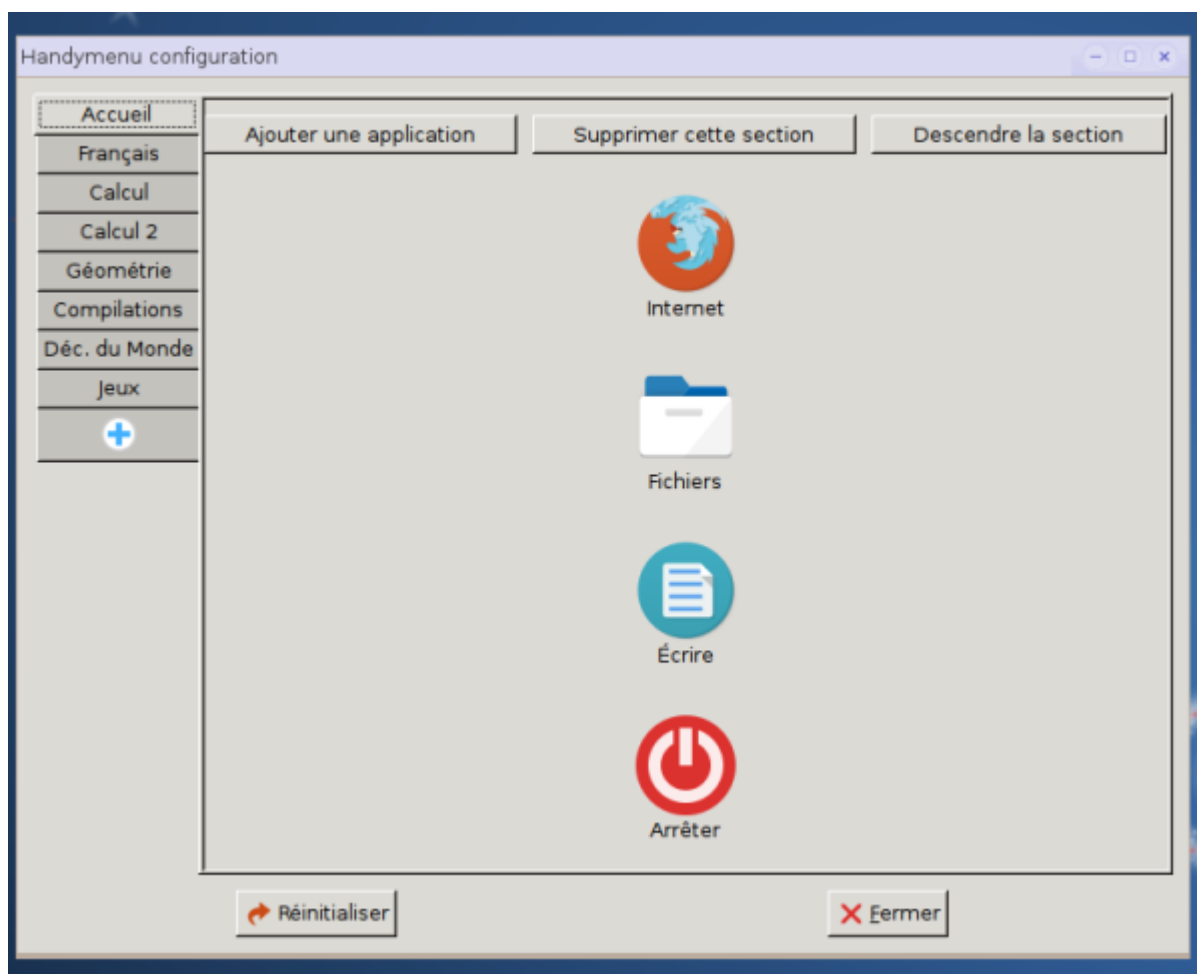 Handymenu configuration
Accueil
Français
Calcul
Calcul 2
Géométrie
Compilations
Déc. du Monde
Jeux
Ajouter une application
Supprimer cette section
Descendre la section
Internet
Fichiers
Écrire
Arrêter
Réinitialiser
Fermer